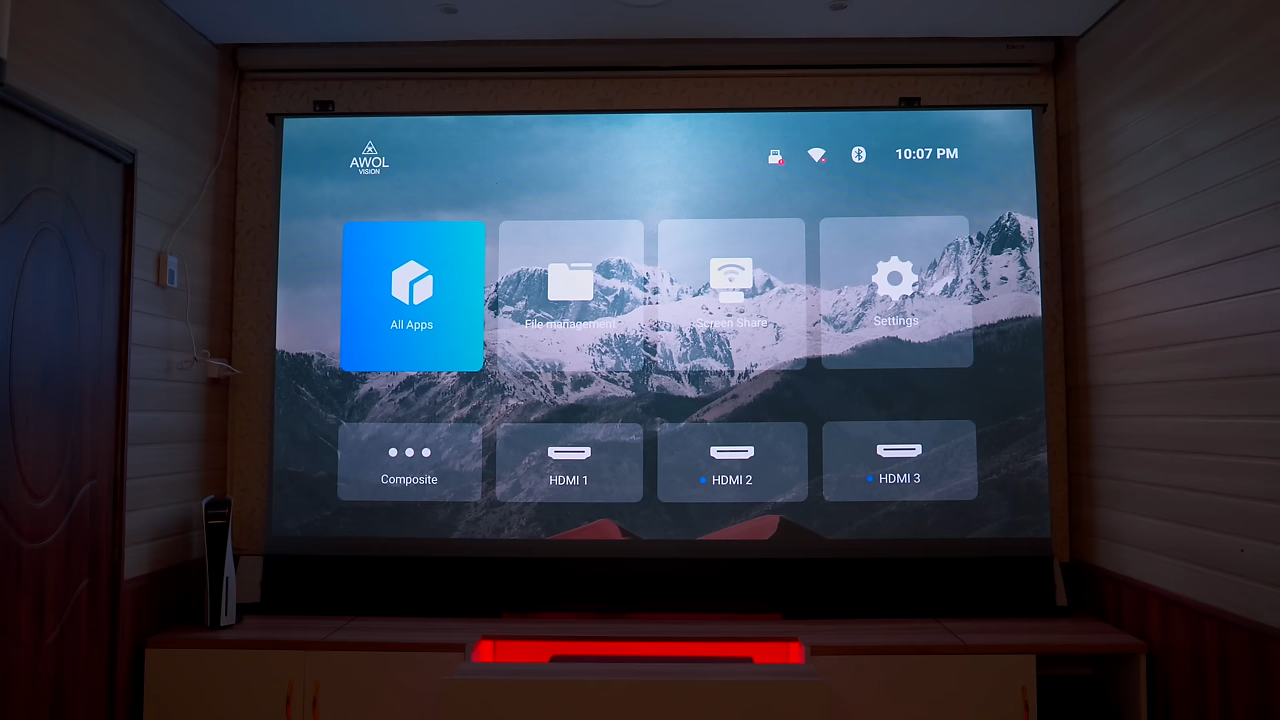 AWOL
VISION
10:07 PM
All Apps
File management
Screen Share
Settings
Composite
HDMI 1
HDMI 2
HDMI 3